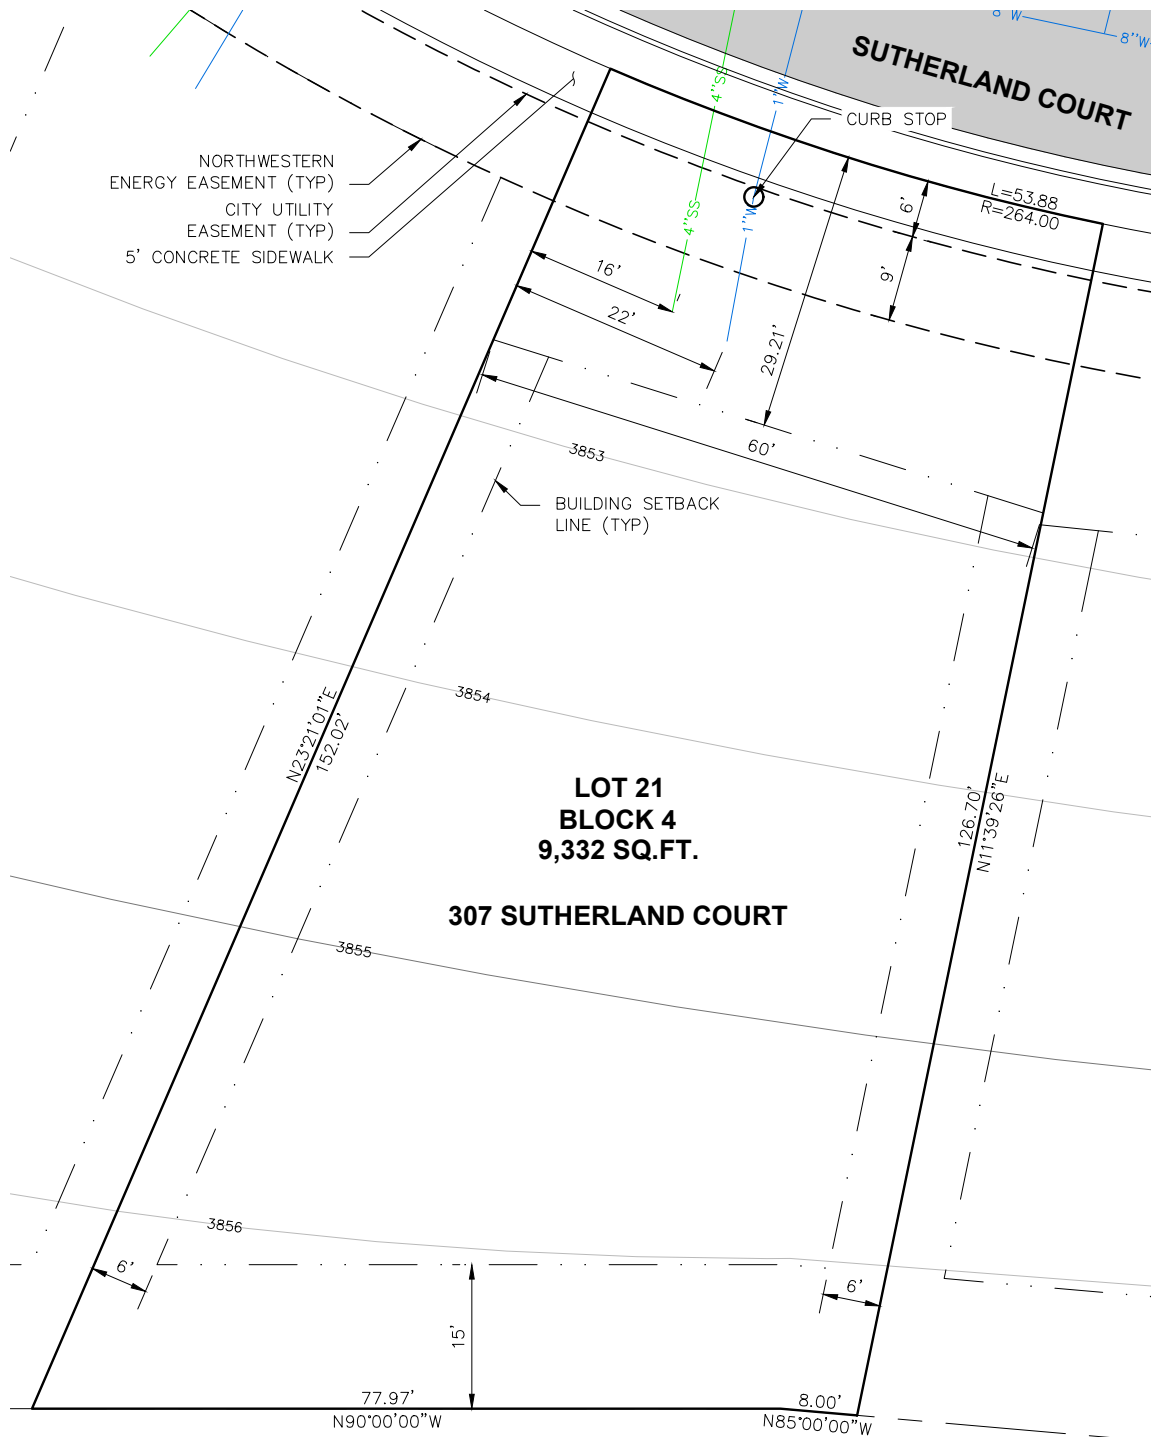 8"W
8"W
SUTHERLAND COURT
4"SS
1"W
CURB STOP
NORTHWESTERN
ENERGY EASEMENT (TYP)
CITY UTILITY
EASEMENT (TYP)
5' CONCRETE SIDEWALK
L=53.88
R=264.00
4"SS
1"W
6'
9'
16'
22'
29.21'
60'
3853
BUILDING SETBACK
LINE (TYP)
3854
N23°21'01"E
152.02'
LOT 21
BLOCK 4
9,332 SQ.FT.
307 SUTHERLAND COURT
126.70'
N11°39'26"E
3855
3856
6'
6'
15'
77.97'
N90°00'00"W
8.00'
N85°00'00"W